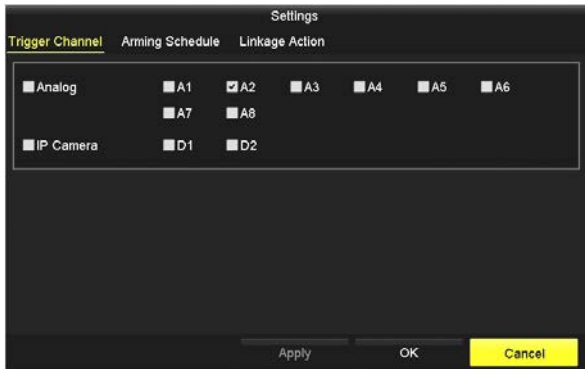 Settings
Trigger Channel Arming Schedule Linkage Action
Analog A1 A2 A3 A4 A5 A6
A7 A8
IP Camera D1 D2
Apply OK Cancel